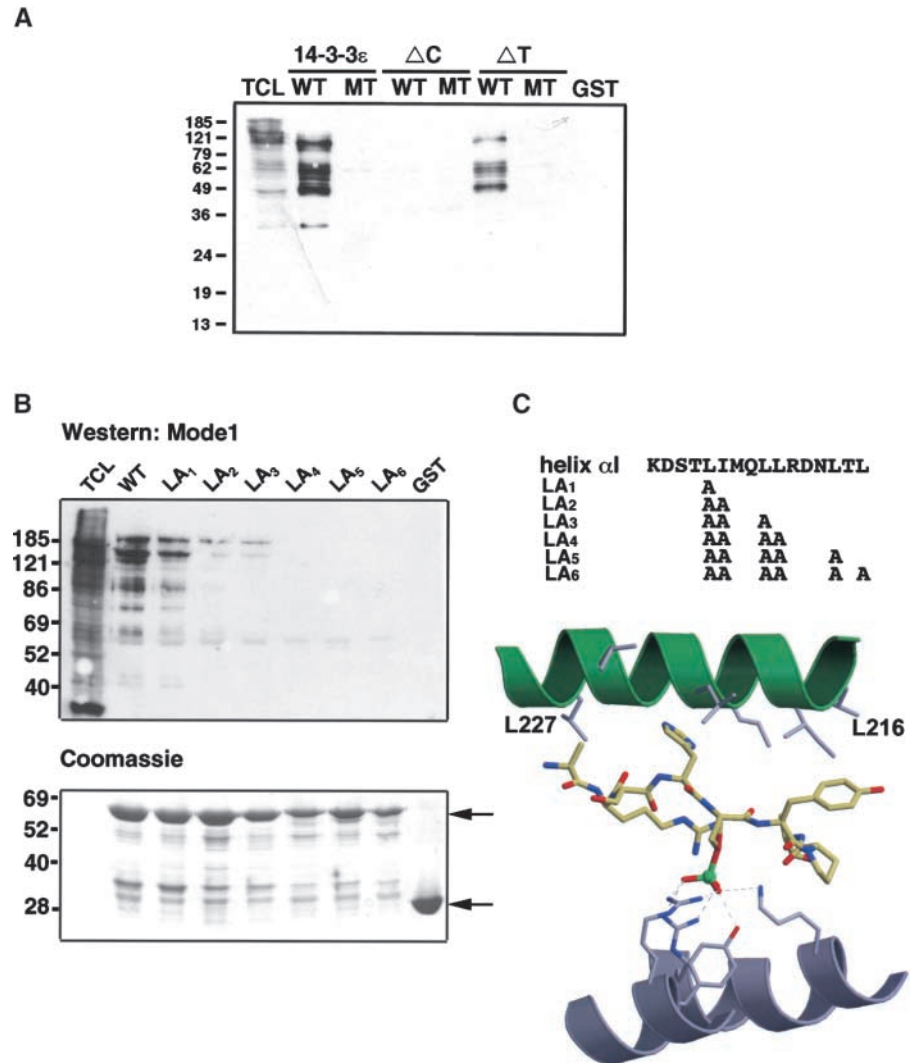 A
14-3-3ε △C △T
TCL WT MT WT MT WT MT GST
185
121
79
62
49
36
24
19
13
B
Western: Mode1
TCL WT LA1 LA2 LA3 LA4 LA5 LA6 GST
185
121
86
69
52
40
Coomassie
69
52
40
28
C
helix αI KDSTLIMQLLRDNLTL
LA1 A
LA2 AA
LA3 AA A
LA4 AA AA
LA5 AA AA A
LA6 AA AA A A
L227 L216